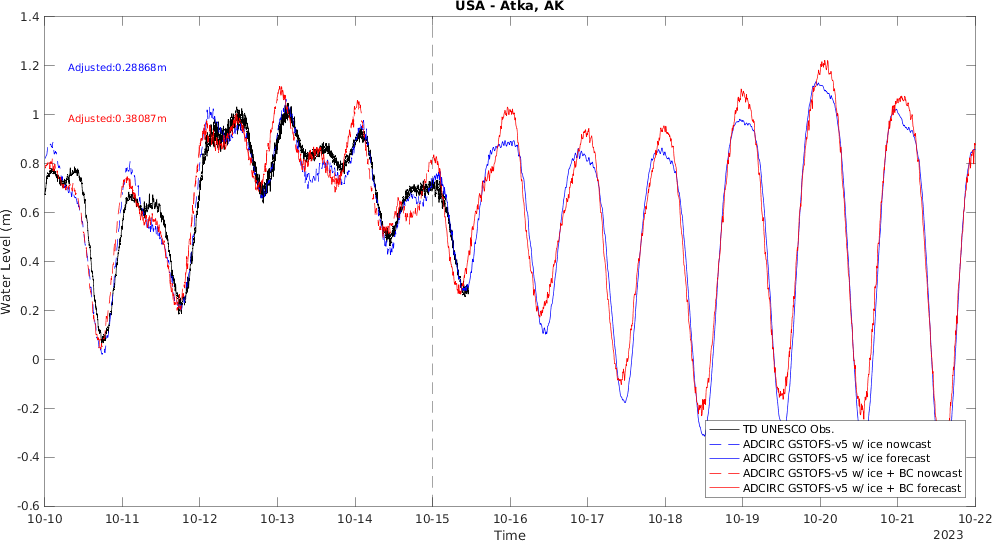 USA - Atka, AK
1.4
1.2
1
0.8
0.6
0.4
0.2
0
-0.2
-0.4
-0.6
Water Level (m)
Adjusted:0.28868m
Adjusted:0.38087m
TD UNESCO Obs.
ADCIRC GSTOFS-v5 w/ ice nowcast
ADCIRC GSTOFS-v5 w/ ice forecast
ADCIRC GSTOFS-v5 w/ ice + BC nowcast
ADCIRC GSTOFS-v5 w/ ice + BC forecast
10-10 10-11 10-12 10-13 10-14 10-15 10-16 10-17 10-18 10-19 10-20 10-21 10-22
Time
2023